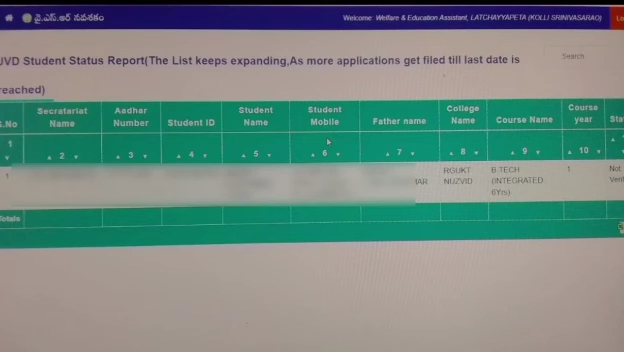 వై.ఎస్.ఆర్ నవశకం
Welcome: Welfare & Education Assistant, LATCHAYYAPETA (KOLLI SRINIVASARAO)
Lo
JVD Student Status Report(The List keeps expanding,As more applications get filed till last date is
reached)
Search
S.No
Secratariat Name
Aadhar Number
Student ID
Student Name
Student Mobile
Father name
College Name
Course Name
Course year
Sta
1 2 3 4 5 6 7 8 9 10
1
RGUKT NUZVID
B.TECH (INTEGRATED 6Yrs)
1
Not Veri
Totals